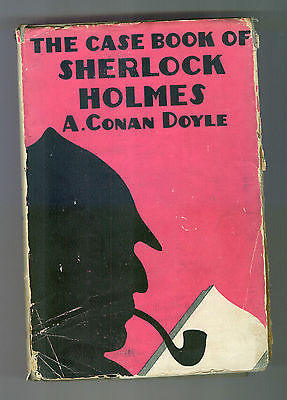 THE CASE BOOK OF
SHERLOCK
HOLMES
A. CONAN DOYLE